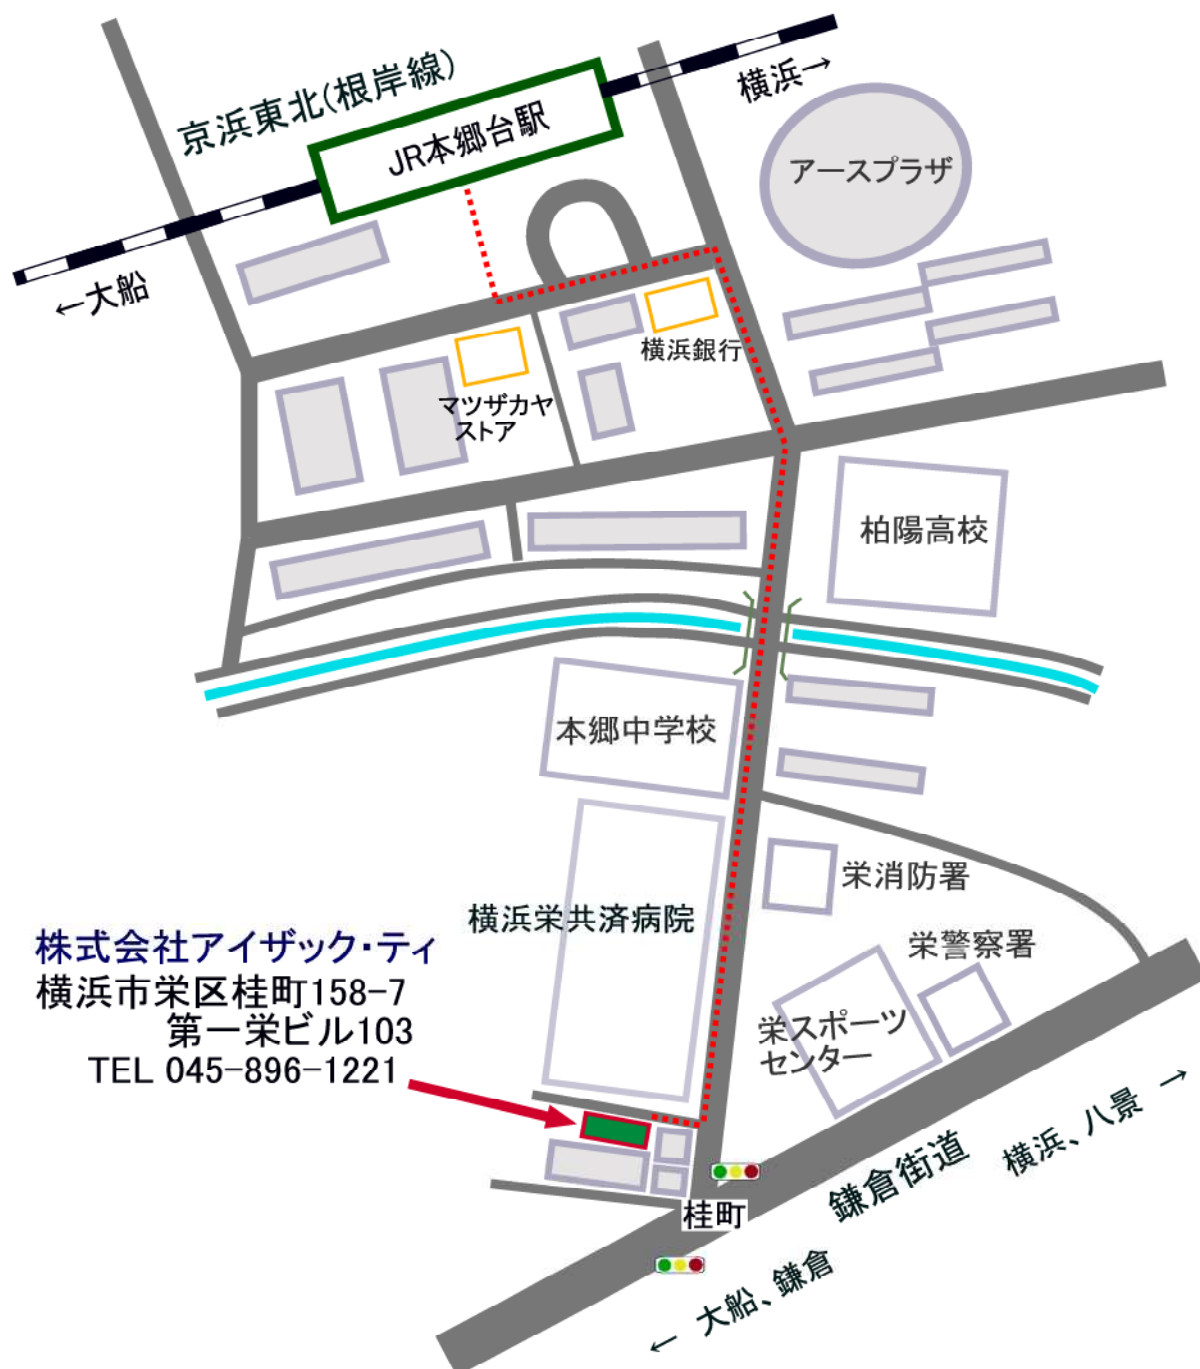 京浜東北(根岸線)
JR本郷台駅
横浜→
←大船
アースプラザ
横浜銀行
マツザカヤ
ストア
柏陽高校
本郷中学校
栄消防署
横浜栄共済病院
栄警察署
株式会社アイザック・ティ
横浜市栄区桂町158-7
第一栄ビル103
TEL 045-896-1221
栄スポーツ
センター
桂町
鎌倉街道
横浜、八景 →
← 大船、鎌倉